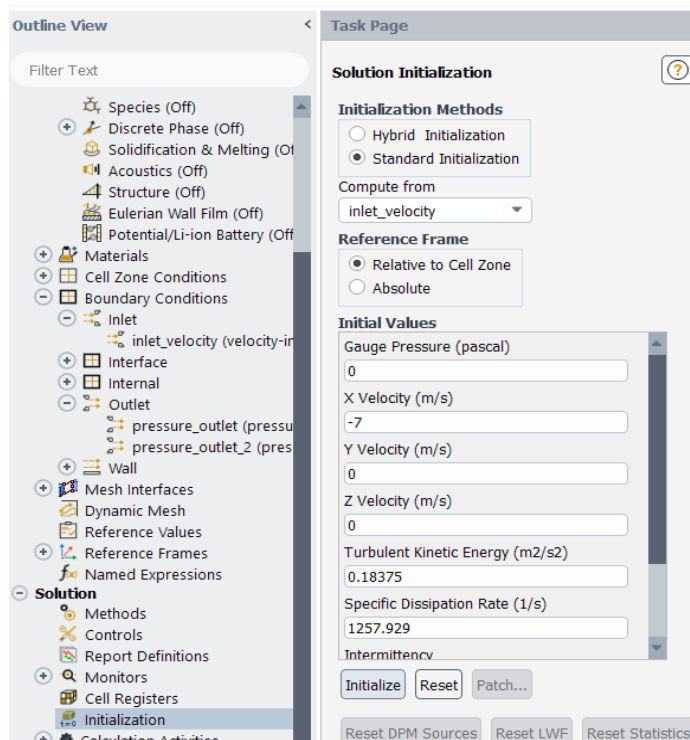 Outline View
<
Filter Text
Species (Off)
Discrete Phase (Off)
Solidification & Melting (Of
Acoustics (Off)
Structure (Off)
Eulerian Wall Film (Off)
Potential/Li-ion Battery (Off
Materials
Cell Zone Conditions
Boundary Conditions
Inlet
inlet_velocity (velocity-in
Interface
Internal
Outlet
pressure_outlet (pressu
pressure_outlet_2 (pres
Wall
Mesh Interfaces
Dynamic Mesh
Reference Values
Reference Frames
fxx Named Expressions
Solution
Methods
Controls
Report Definitions
Monitors
Cell Registers
t=0 Initialization
Calculation Activities
Task Page
Solution Initialization
?
Initialization Methods
Hybrid Initialization
Standard Initialization
Compute from
inlet_velocity
Reference Frame
Relative to Cell Zone
Absolute
Initial Values
Gauge Pressure (pascal)
0
X Velocity (m/s)
-7
Y Velocity (m/s)
0
Z Velocity (m/s)
0
Turbulent Kinetic Energy (m2/s2)
0.18375
Specific Dissipation Rate (1/s)
1257.929
Intermittency
Initialize Reset Patch...
Reset DPM Sources Reset LWF Reset Statistics